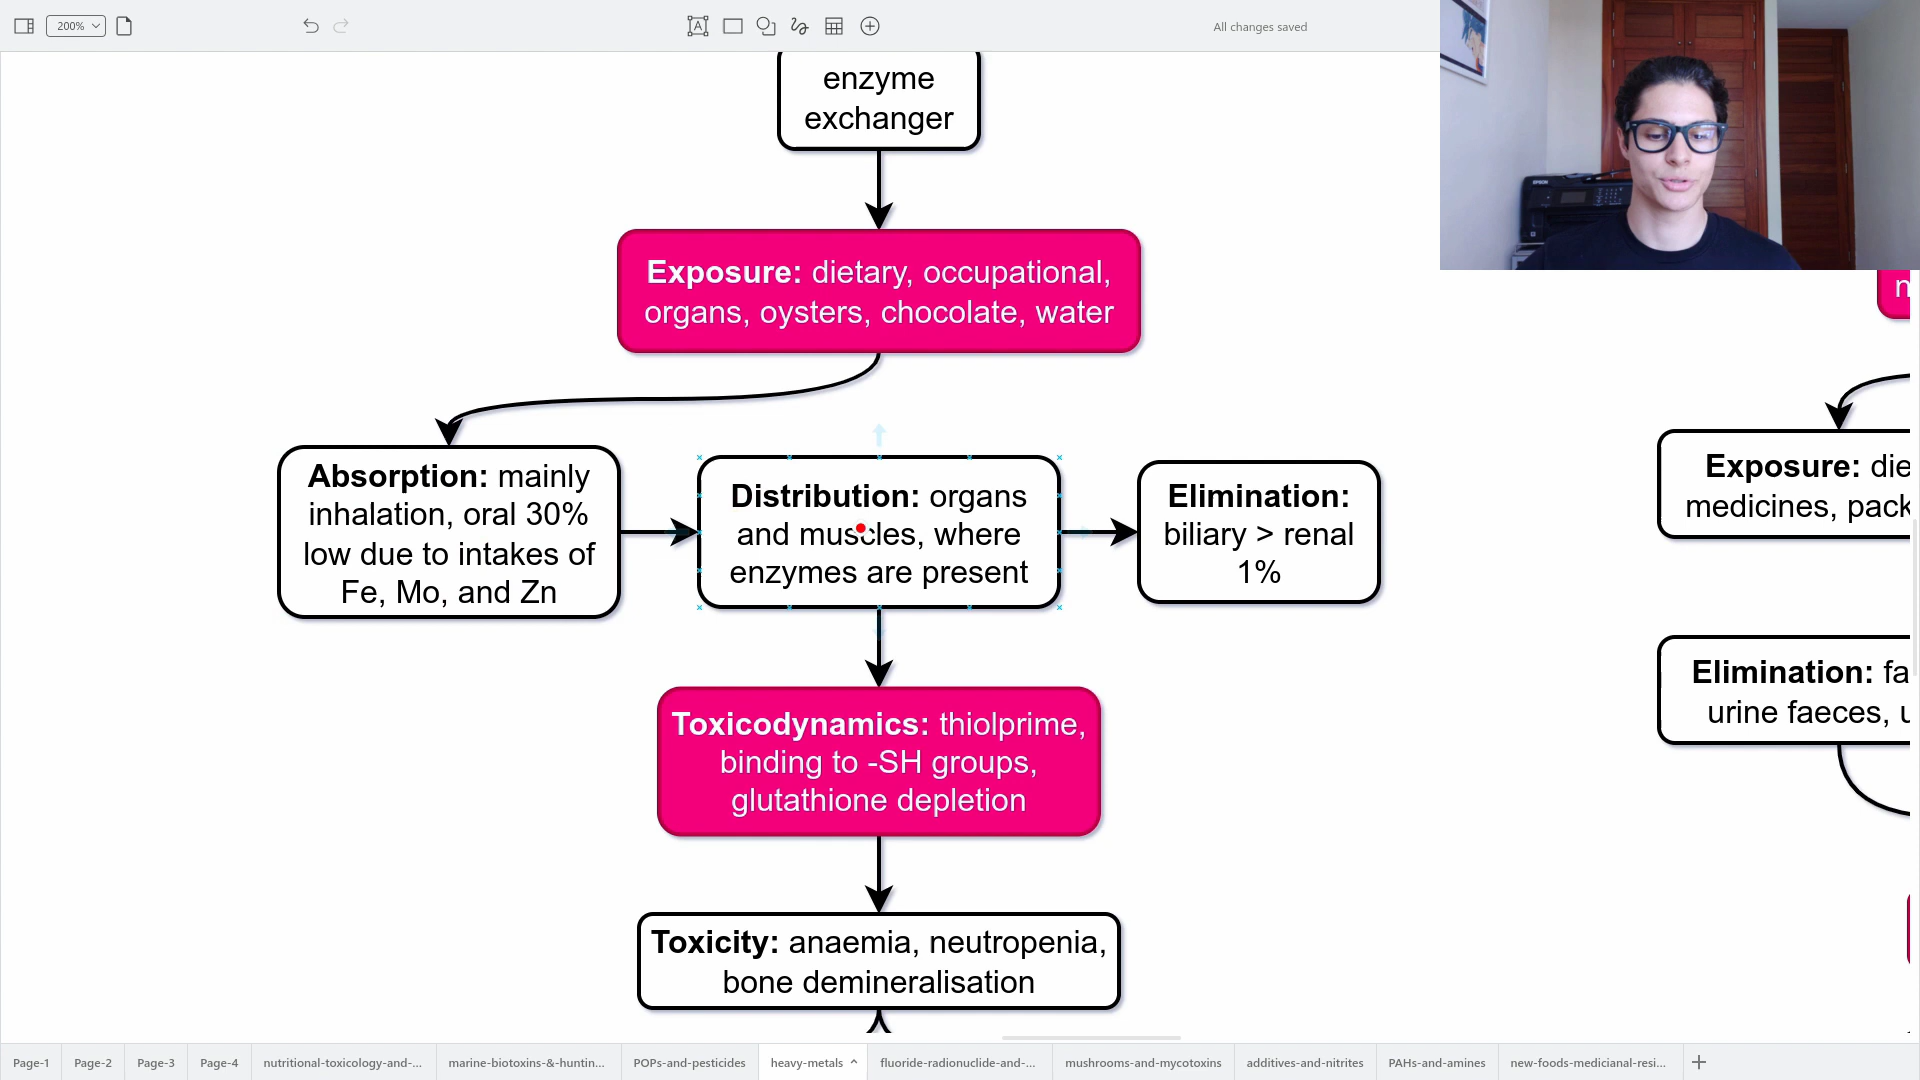 200%
All changes saved
EPSON
enzyme
exchanger
Exposure: dietary, occupational,
organs, oysters, chocolate, water
Absorption: mainly
inhalation, oral 30%
low due to intakes of
Fe, Mo, and Zn
Distribution: organs
and muscles, where
enzymes are present
Elimination:
biliary > renal
1%
Exposure: die
medicines, pack
Elimination: fa
urine faeces, u
Toxicodynamics: thiolprime,
binding to -SH groups,
glutathione depletion
Toxicity: anaemia, neutropenia,
bone demineralisation
Page-1
Page-2
Page-3
Page-4
nutritional-toxicology-and-...
marine-biotoxins-&-huntin...
POPs-and-pesticides
heavy-metals
fluoride-radionuclide-and-...
mushrooms-and-mycotoxins
additives-and-nitrites
PAHs-and-amines
new-foods-medicianal-resi...